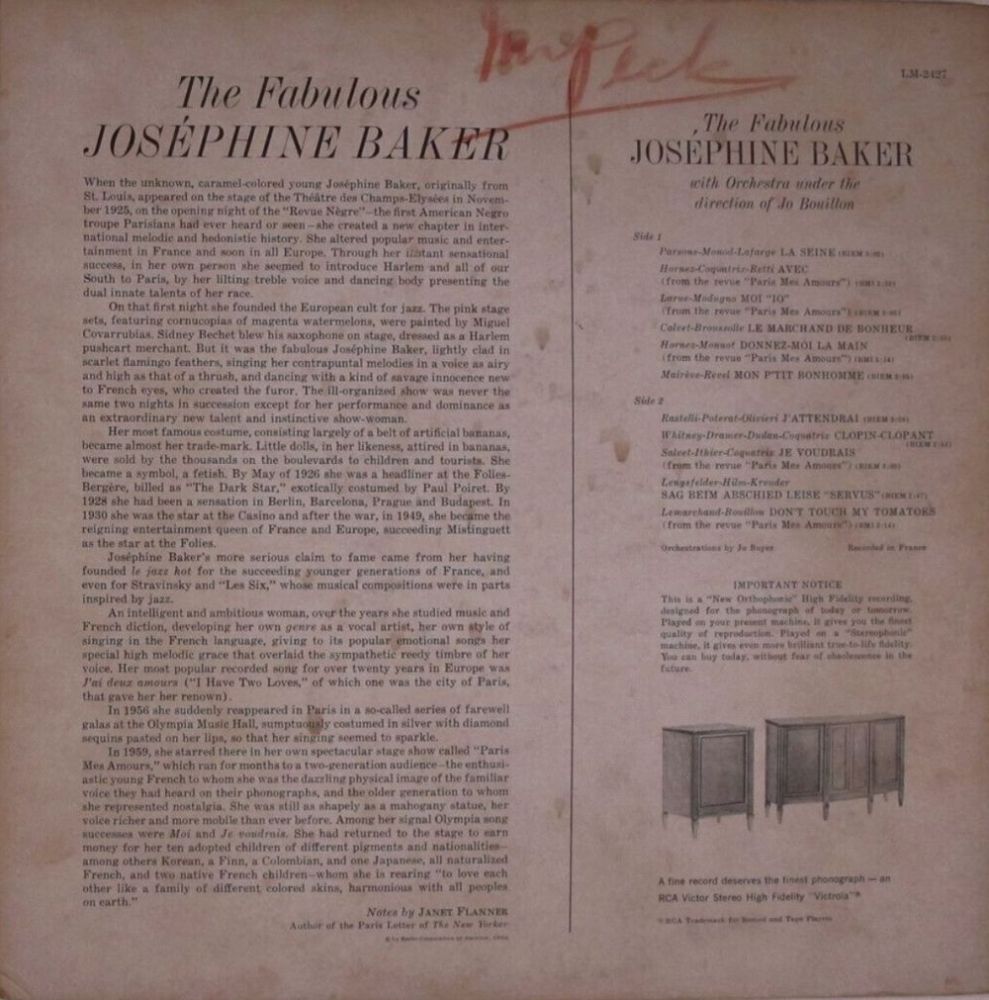 Mr Peck
LM-2427
The Fabulous
JOSÉPHINE BAKER
When the unknown, caramel-colored young Joséphine Baker, originally from
St. Louis, appeared on the stage of the Théâtre des Champs-Elysées in Novem-
ber 1925, on the opening night of the "Revue Nègre"—the first American Negro
troupe Parisians had ever heard or seen—she created a new chapter in inter-
national melodic and hedonistic history. She altered popular music and enter-
tainment in France and soon in all Europe. Through her instant sensational
success, in her own person she seemed to introduce Harlem and all of our
South to Paris, by her lilting treble voice and dancing body presenting the
dual innate talents of her race.
On that first night she founded the European cult for jazz. The pink stage
sets, featuring cornucopias of magenta watermelons, were painted by Miguel
Covarrubias. Sidney Bechet blew his saxophone on stage, dressed as a Harlem
pushcart merchant. But it was the fabulous Joséphine Baker, lightly clad in
scarlet flamingo feathers, singing her contrapuntal melodies in a voice as airy
and high as that of a thrush, and dancing with a kind of savage innocence new
to French eyes, who created the furor. The ill-organized show was never the
same two nights in succession except for her performance and dominance as
an extraordinary new talent and instinctive show-woman.
Her most famous costume, consisting largely of a belt of artificial bananas,
became almost her trade-mark. Little dolls, in her likeness, attired in bananas,
were sold by the thousands on the boulevards to children and tourists. She
became a symbol, a fetish. By May of 1926 she was a headliner at the Folies-
Bergère, billed as "The Dark Star," exotically costumed by Paul Poiret. By
1928 she had been a sensation in Berlin, Barcelona, Prague and Budapest. In
1930 she was the star at the Casino and after the war, in 1949, she became the
reigning entertainment queen of France and Europe, succeeding Mistinguett
as the star at the Folies.
Joséphine Baker's more serious claim to fame came from her having
founded le jazz hot for the succeeding younger generations of France, and
even for Stravinsky and "Les Six," whose musical compositions were in parts
inspired by jazz.
An intelligent and ambitious woman, over the years she studied music and
French diction, developing her own genre as a vocal artist, her own style of
singing in the French language, giving to its popular emotional songs her
special high melodic grace that overlaid the sympathetic reedy timbre of her
voice. Her most popular recorded song for over twenty years in Europe was
J'ai deux amours ("I Have Two Loves," of which one was the city of Paris,
that gave her her renown).
In 1956 she suddenly reappeared in Paris in a so-called series of farewell
galas at the Olympia Music Hall, sumptuously costumed in silver with diamond
sequins pasted on her lips, so that her singing seemed to sparkle.
In 1959, she starred there in her own spectacular stage show called "Paris
Mes Amours," which ran for months to a two-generation audience—the enthusi-
astic young French to whom she was the dazzling physical image of the familiar
voice they had heard on their phonographs, and the older generation to whom
she represented nostalgia. She was still as shapely as a mahogany statue, her
voice richer and more mobile than ever before. Among her signal Olympia song
successes were Moi and Je voudrais. She had returned to the stage to earn
money for her ten adopted children of different pigments and nationalities—
among others Korean, a Finn, a Colombian, and one Japanese, all naturalized
French, and two native French children—whom she is rearing "to love each
other like a family of different colored skins, harmonious with all peoples
on earth."
Notes by JANET FLANNER
Author of the Paris Letter of The New Yorker
The Fabulous
JOSÉPHINE BAKER
with Orchestra under the
direction of Jo Bouillon
Side 1
Parsons-Monod-Lafarge LA SEINE
Hornez-Coquatrix-Betti AVEC
(from the revue "Paris Mes Amours")
Larue-Modugno MOI "IO"
(from the revue "Paris Mes Amours")
Calvet-Broussolle LE MARCHAND DE BONHEUR
Hornez-Monnot DONNEZ-MOI LA MAIN
(from the revue "Paris Mes Amours")
Mairève-Revel MON P'TIT BONHOMME
Side 2
Rastelli-Poterat-Olivieri J'ATTENDRAI
Whitney-Dramer-Dudan-Coquatrix CLOPIN-CLOPANT
Salvet-Ithier-Coquatrix JE VOUDRAIS
(from the revue "Paris Mes Amours")
Lengsfelder-Hilm-Kreuder
SAG BEIM ABSCHIED LEISE "SERVUS"
Lemarchand-Bouillon DON'T TOUCH MY TOMATOES
(from the revue "Paris Mes Amours")
Orchestrations by Jo Boyer Recorded in France
IMPORTANT NOTICE
This is a "New Orthophonic" High Fidelity recording,
designed for the phonograph of today or tomorrow.
Played on your present machine, it gives you the finest
quality of reproduction. Played on a "Stereophonic"
machine, it gives even more brilliant true-to-life fidelity.
You can buy today, without fear of obsolescence in the
future.
A fine record deserves the finest phonograph — an
RCA Victor Stereo High Fidelity "Victrola"®
® RCA Trademark for Record and Tape Players